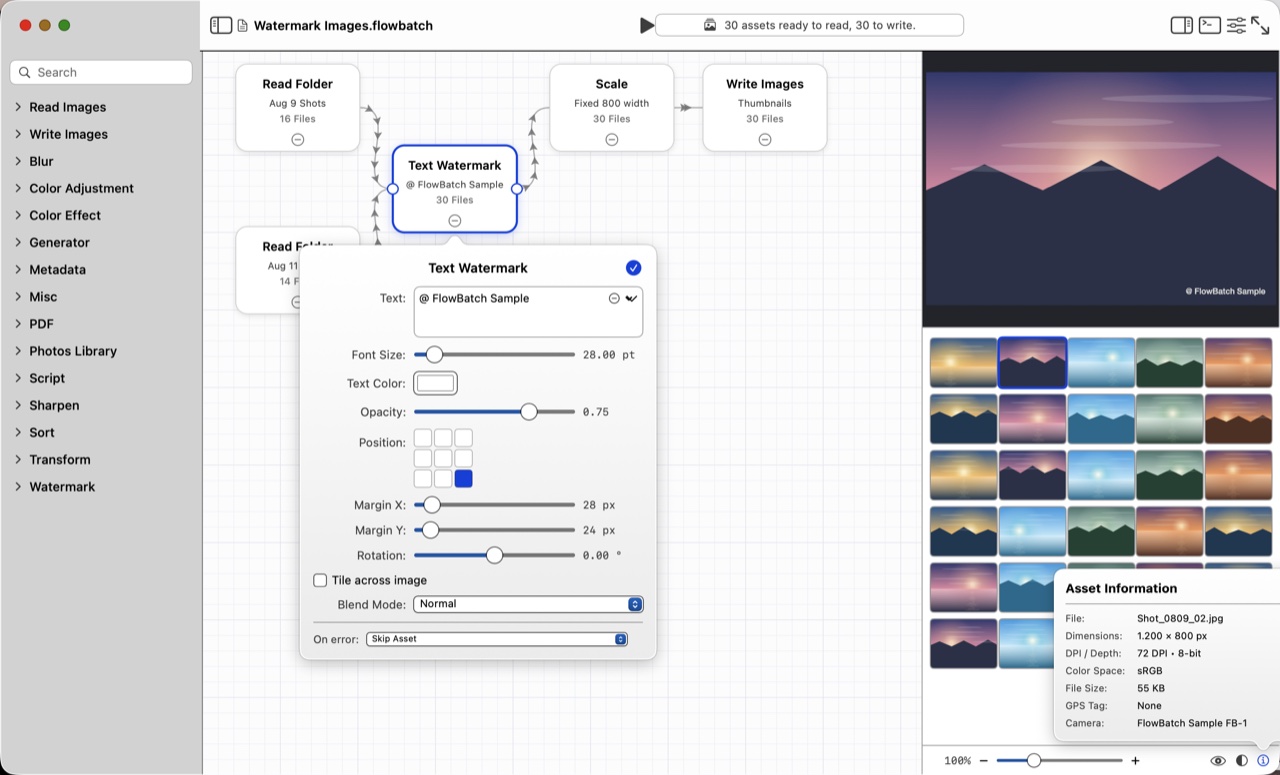 Watermark Images.flowbatch
30 assets ready to read, 30 to write.
Search
Read Images
Write Images
Blur
Color Adjustment
Color Effect
Generator
Metadata
Misc
PDF
Photos Library
Script
Sharpen
Sort
Transform
Watermark
Read Folder
Aug 9 Shots
16 Files
Text Watermark
@ FlowBatch Sample
30 Files
Scale
Fixed 800 width
30 Files
Write Images
Thumbnails
30 Files
Read
Aug 11
14
Text Watermark
Text: @ FlowBatch Sample
Font Size: 28.00 pt
Text Color:
Opacity: 0.75
Position:
Margin X: 28 px
Margin Y: 24 px
Rotation: 0.00 °
Tile across image
Blend Mode: Normal
On error: Skip Asset
@ FlowBatch Sample
Asset Information
File: Shot_0809_02.jpg
Dimensions: 1.200 × 800 px
DPI / Depth: 72 DPI • 8-bit
Color Space: sRGB
File Size: 55 KB
GPS Tag: None
Camera: FlowBatch Sample FB-1
100%